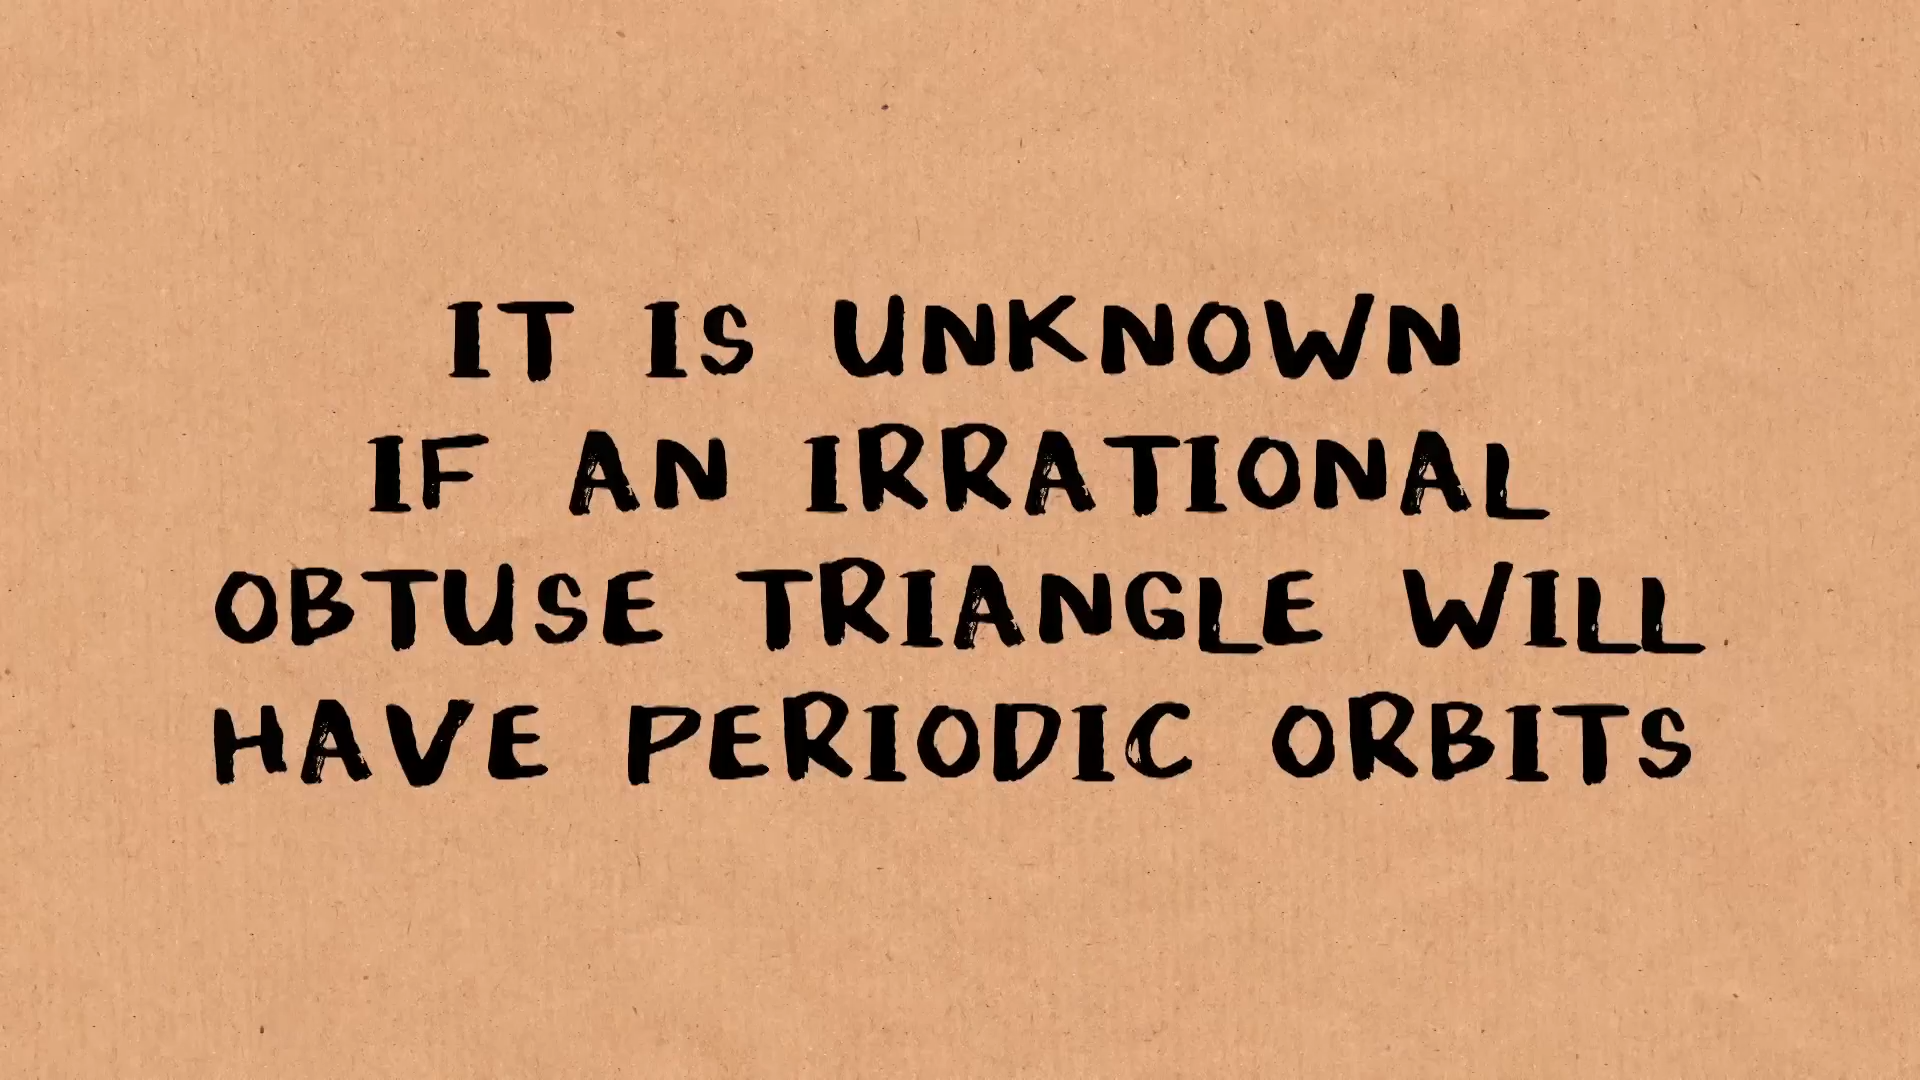 IT IS UNKNOWN
IF AN IRRATIONAL
OBTUSE TRIANGLE WILL
HAVE PERIODIC ORBITS